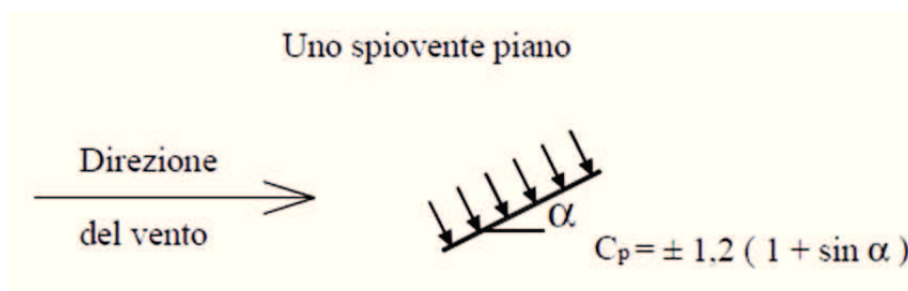 Uno spiovente piano
Direzione
del vento
α
Cp = ± 1,2 ( 1 + sin α )